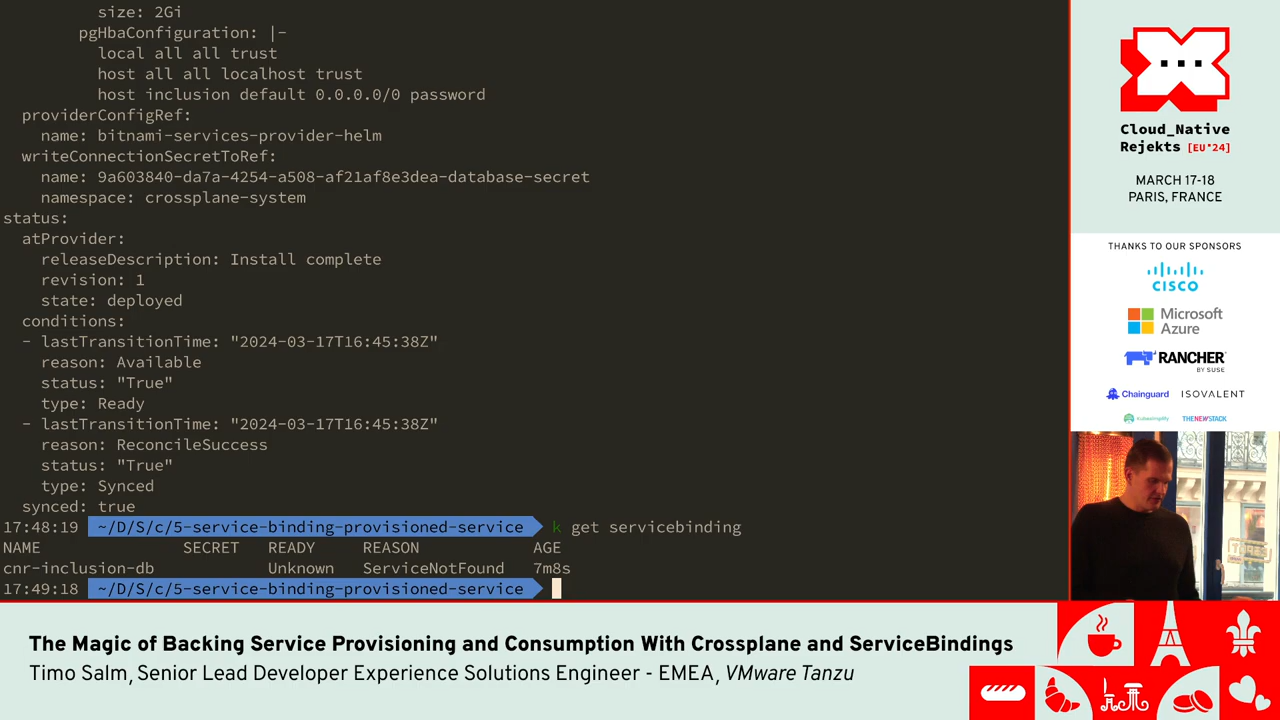 size: 2Gi
pgHbaConfiguration: |-
local all all trust
host all all localhost trust
host inclusion default 0.0.0.0/0 password
providerConfigRef:
name: bitnami-services-provider-helm
writeConnectionSecretToRef:
name: 9a603840-da7a-4254-a508-af21af8e3dea-database-secret
namespace: crossplane-system
status:
atProvider:
releaseDescription: Install complete
revision: 1
state: deployed
conditions:
- lastTransitionTime: "2024-03-17T16:45:38Z"
reason: Available
status: "True"
type: Ready
- lastTransitionTime: "2024-03-17T16:45:38Z"
reason: ReconcileSuccess
status: "True"
type: Synced
synced: true
17:48:19 ~/D/S/c/5-service-binding-provisioned-service k get servicebinding
NAME SECRET READY REASON AGE
cnr-inclusion-db Unknown ServiceNotFound 7m8s
17:49:18 ~/D/S/c/5-service-binding-provisioned-service
Cloud_Native
Rejekts [EU*24]
MARCH 17-18
PARIS, FRANCE
THANKS TO OUR SPONSORS
CISCO
Microsoft
Azure
RANCHER
BY SUSE
Chainguard ISOVALENT
THENEWSTACK
The Magic of Backing Service Provisioning and Consumption With Crossplane and ServiceBindings
Timo Salm, Senior Lead Developer Experience Solutions Engineer - EMEA, VMware Tanzu